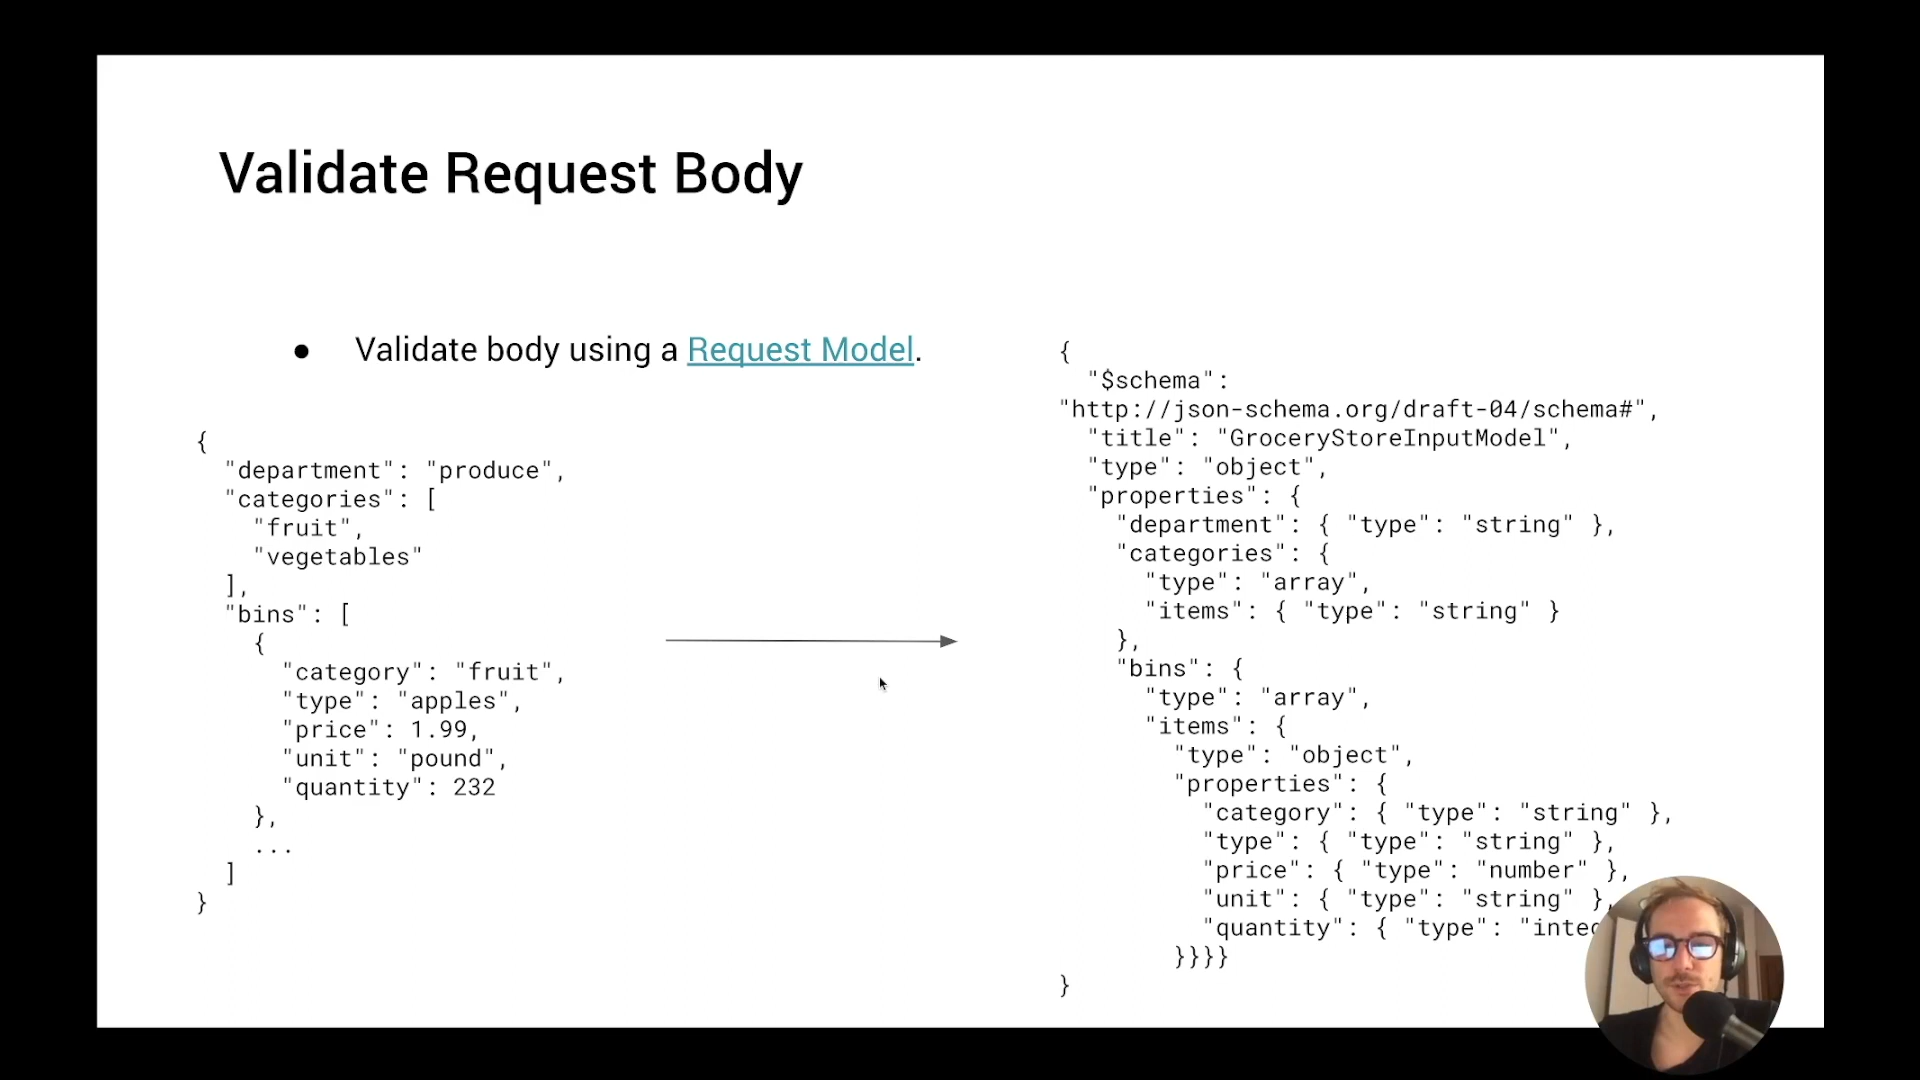 Validate Request Body
● Validate body using a Request Model.
{
  "department": "produce",
  "categories": [
    "fruit",
    "vegetables"
  ],
  "bins": [
    {
      "category": "fruit",
      "type": "apples",
      "price": 1.99,
      "unit": "pound",
      "quantity": 232
    },
    ...
  ]
}
{
  "$schema":
"http://json-schema.org/draft-04/schema#",
  "title": "GroceryStoreInputModel",
  "type": "object",
  "properties": {
    "department": { "type": "string" },
    "categories": {
      "type": "array",
      "items": { "type": "string" }
    },
    "bins": {
      "type": "array",
      "items": {
        "type": "object",
        "properties": {
          "category": { "type": "string" },
          "type": { "type": "string" },
          "price": { "type": "number" },
          "unit": { "type": "string" },
          "quantity": { "type":
        }}}}
}